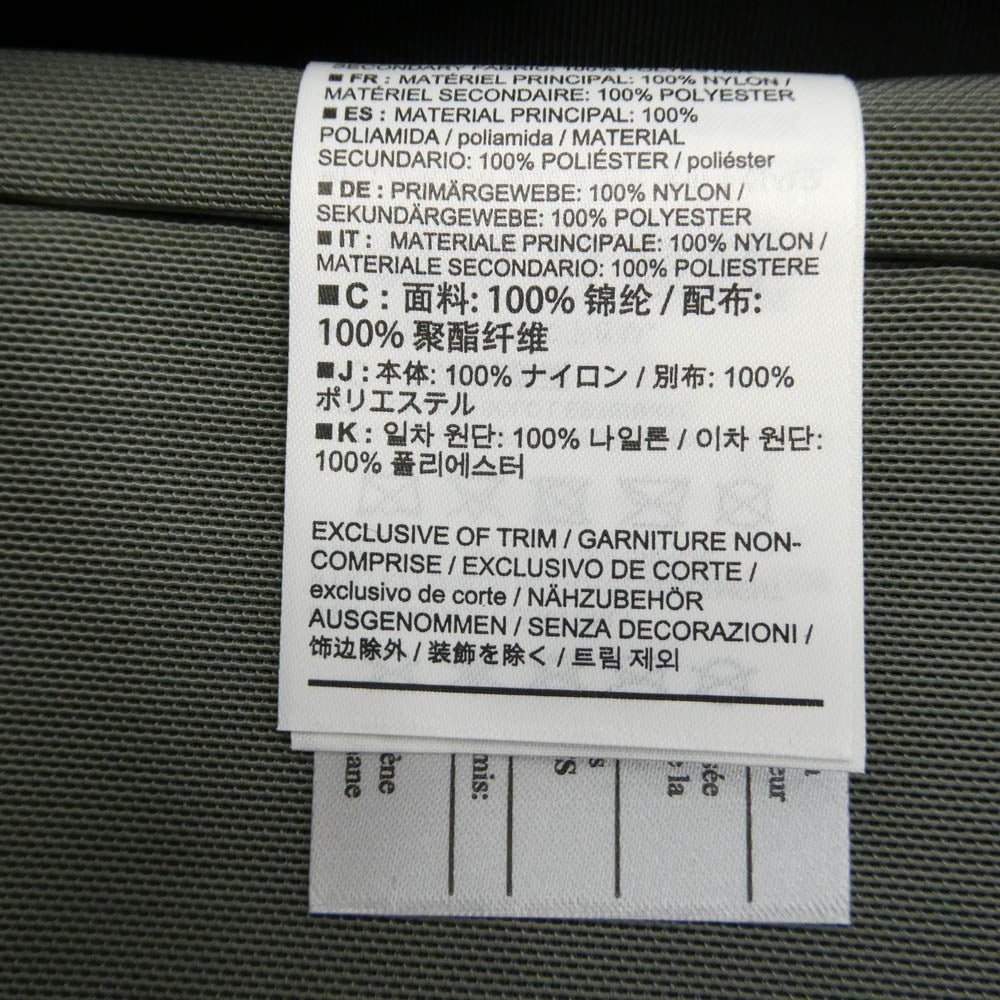 SECONDARY FABRIC: 100% POLYESTER
■ FR : MATÉRIEL PRINCIPAL: 100% NYLON /
MATÉRIEL SECONDAIRE: 100% POLYESTER
■ ES : MATERIAL PRINCIPAL: 100%
POLIAMIDA / poliamida / MATERIAL
SECUNDARIO: 100% POLIÉSTER / poliéster
■ DE : PRIMÄRGEWEBE: 100% NYLON /
SEKUNDÄRGEWEBE: 100% POLYESTER
■ IT : MATERIALE PRINCIPALE: 100% NYLON /
MATERIALE SECONDARIO: 100% POLIESTERE
■ C : 面料: 100% 锦纶 / 配布:
100% 聚酯纤维
■ J : 本体: 100% ナイロン / 別布: 100%
ポリエステル
■ K : 일차 원단: 100% 나일론 / 이차 원단:
100% 폴리에스터
EXCLUSIVE OF TRIM / GARNITURE NON-
COMPRISE / EXCLUSIVO DE CORTE /
exclusivo de corte / NÄHZUBEHÖR
AUSGENOMMEN / SENZA DECORAZIONI /
饰边除外 / 装飾を除く / 트림 제외